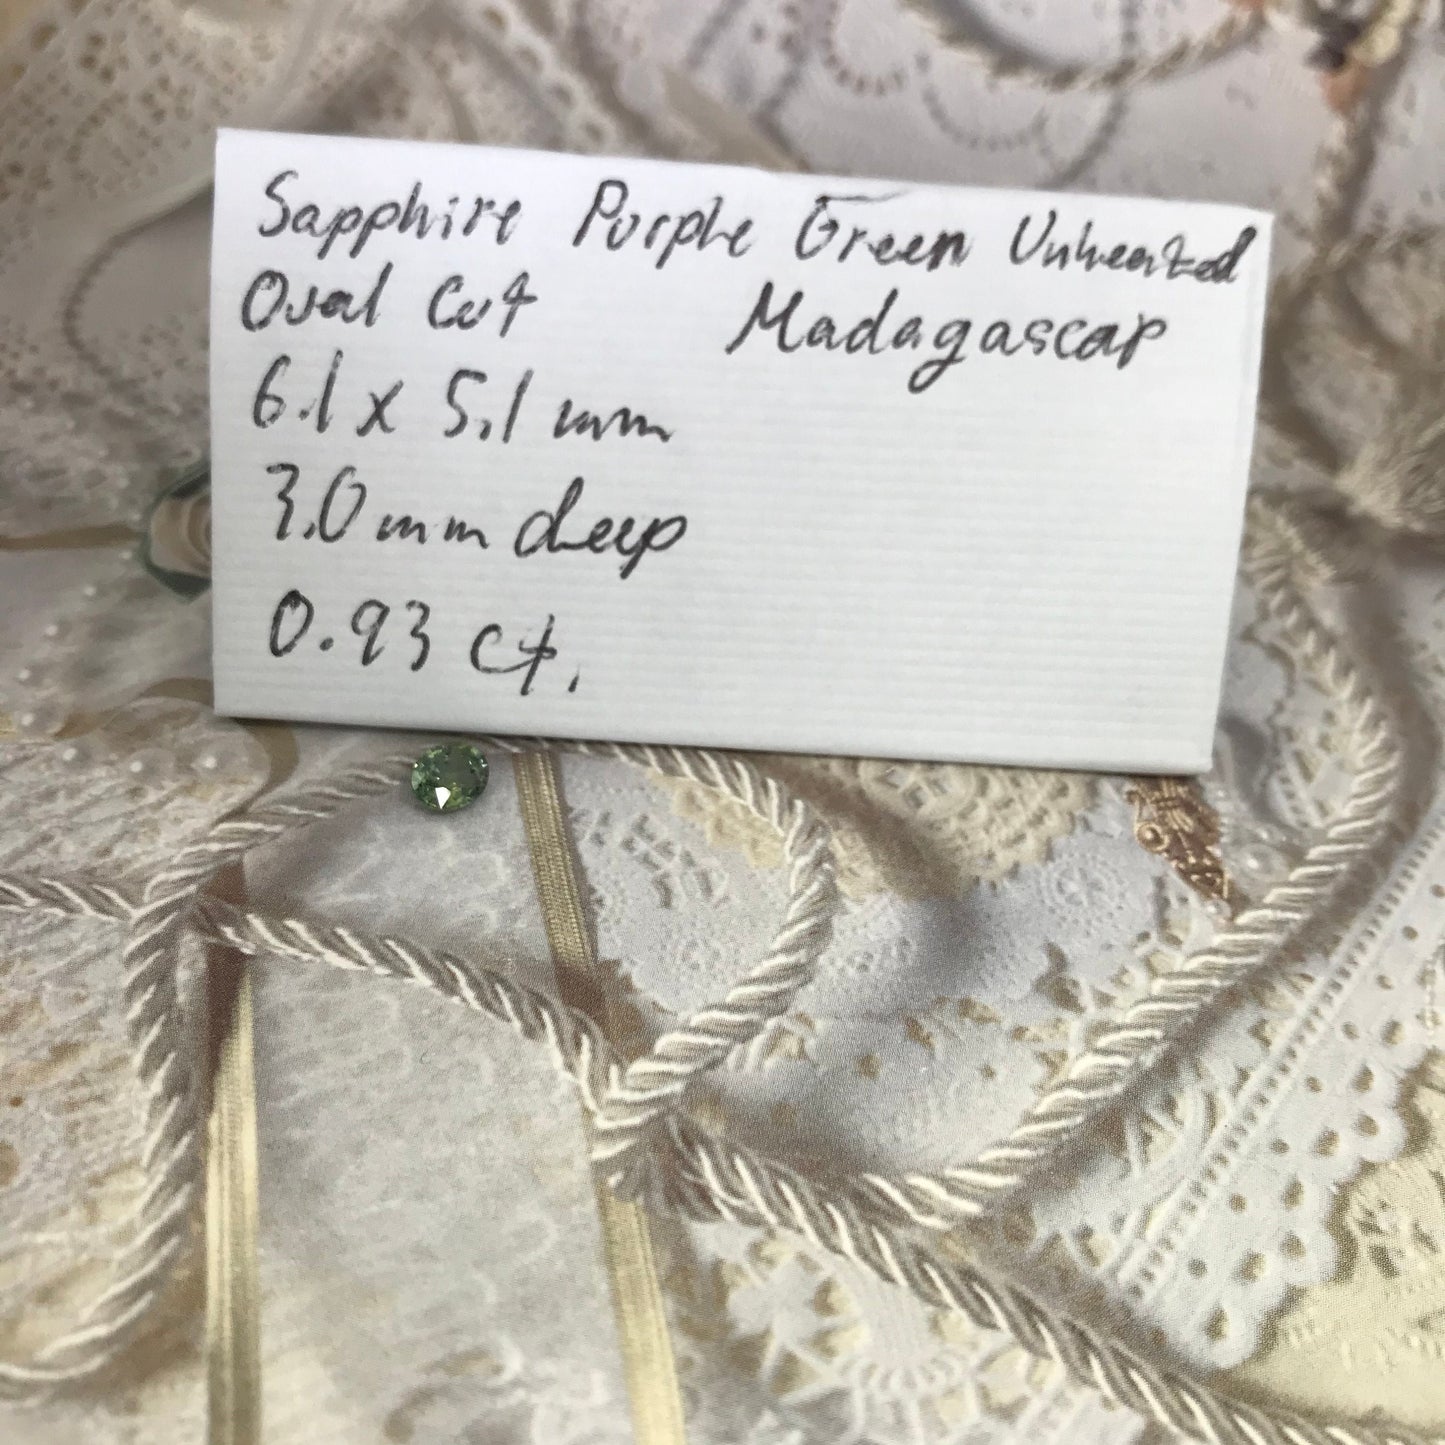 Sapphire Purple Green Unheated
Oval Cut Madagascar
6.1 x 5.1 mm
3.0 mm deep
0.93 ct.